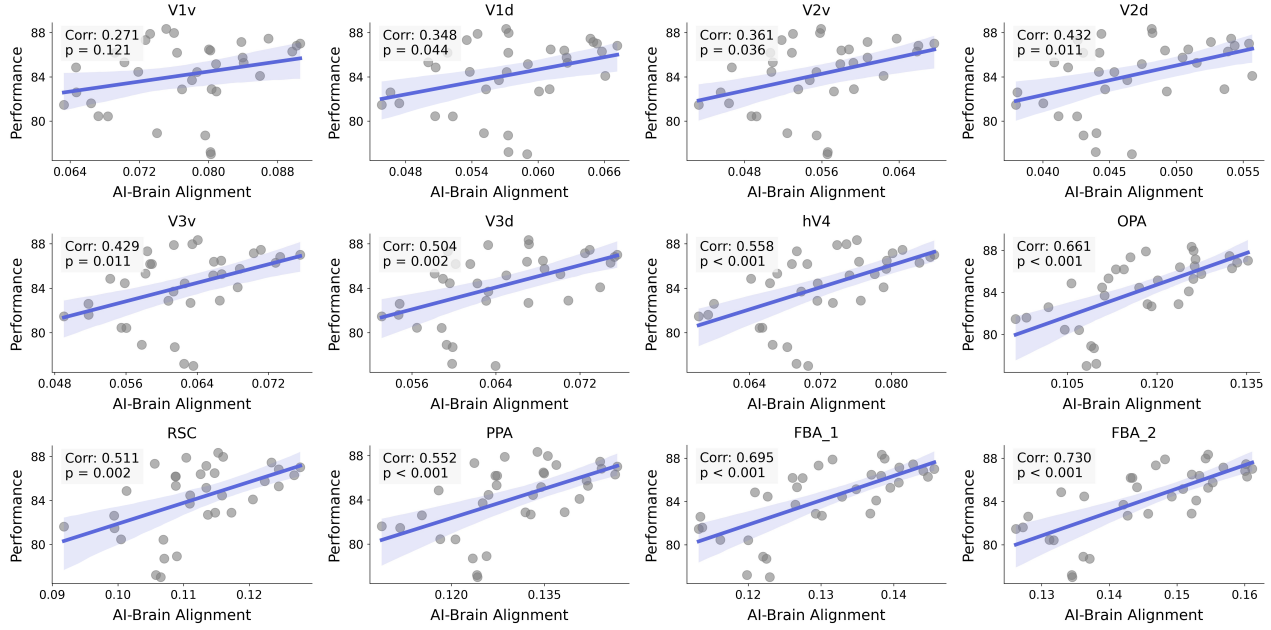 V1v
Corr: 0.271
p = 0.121
Performance
88
84
80
0.064 0.072 0.080 0.088
AI-Brain Alignment
V1d
Corr: 0.348
p = 0.044
Performance
88
84
80
0.048 0.054 0.060 0.066
AI-Brain Alignment
V2v
Corr: 0.361
p = 0.036
Performance
88
84
80
0.048 0.056 0.064
AI-Brain Alignment
V2d
Corr: 0.432
p = 0.011
Performance
88
84
80
0.040 0.045 0.050 0.055
AI-Brain Alignment
V3v
Corr: 0.429
p = 0.011
Performance
88
84
80
0.048 0.056 0.064 0.072
AI-Brain Alignment
V3d
Corr: 0.504
p = 0.002
Performance
88
84
80
0.056 0.064 0.072
AI-Brain Alignment
hV4
Corr: 0.558
p < 0.001
Performance
88
84
80
0.064 0.072 0.080
AI-Brain Alignment
OPA
Corr: 0.661
p < 0.001
Performance
88
84
80
0.105 0.120 0.135
AI-Brain Alignment
RSC
Corr: 0.511
p = 0.002
Performance
88
84
80
0.09 0.10 0.11 0.12
AI-Brain Alignment
PPA
Corr: 0.552
p < 0.001
Performance
88
84
80
0.120 0.135
AI-Brain Alignment
FBA_1
Corr: 0.695
p < 0.001
Performance
88
84
80
0.12 0.13 0.14
AI-Brain Alignment
FBA_2
Corr: 0.730
p < 0.001
Performance
88
84
80
0.13 0.14 0.15 0.16
AI-Brain Alignment